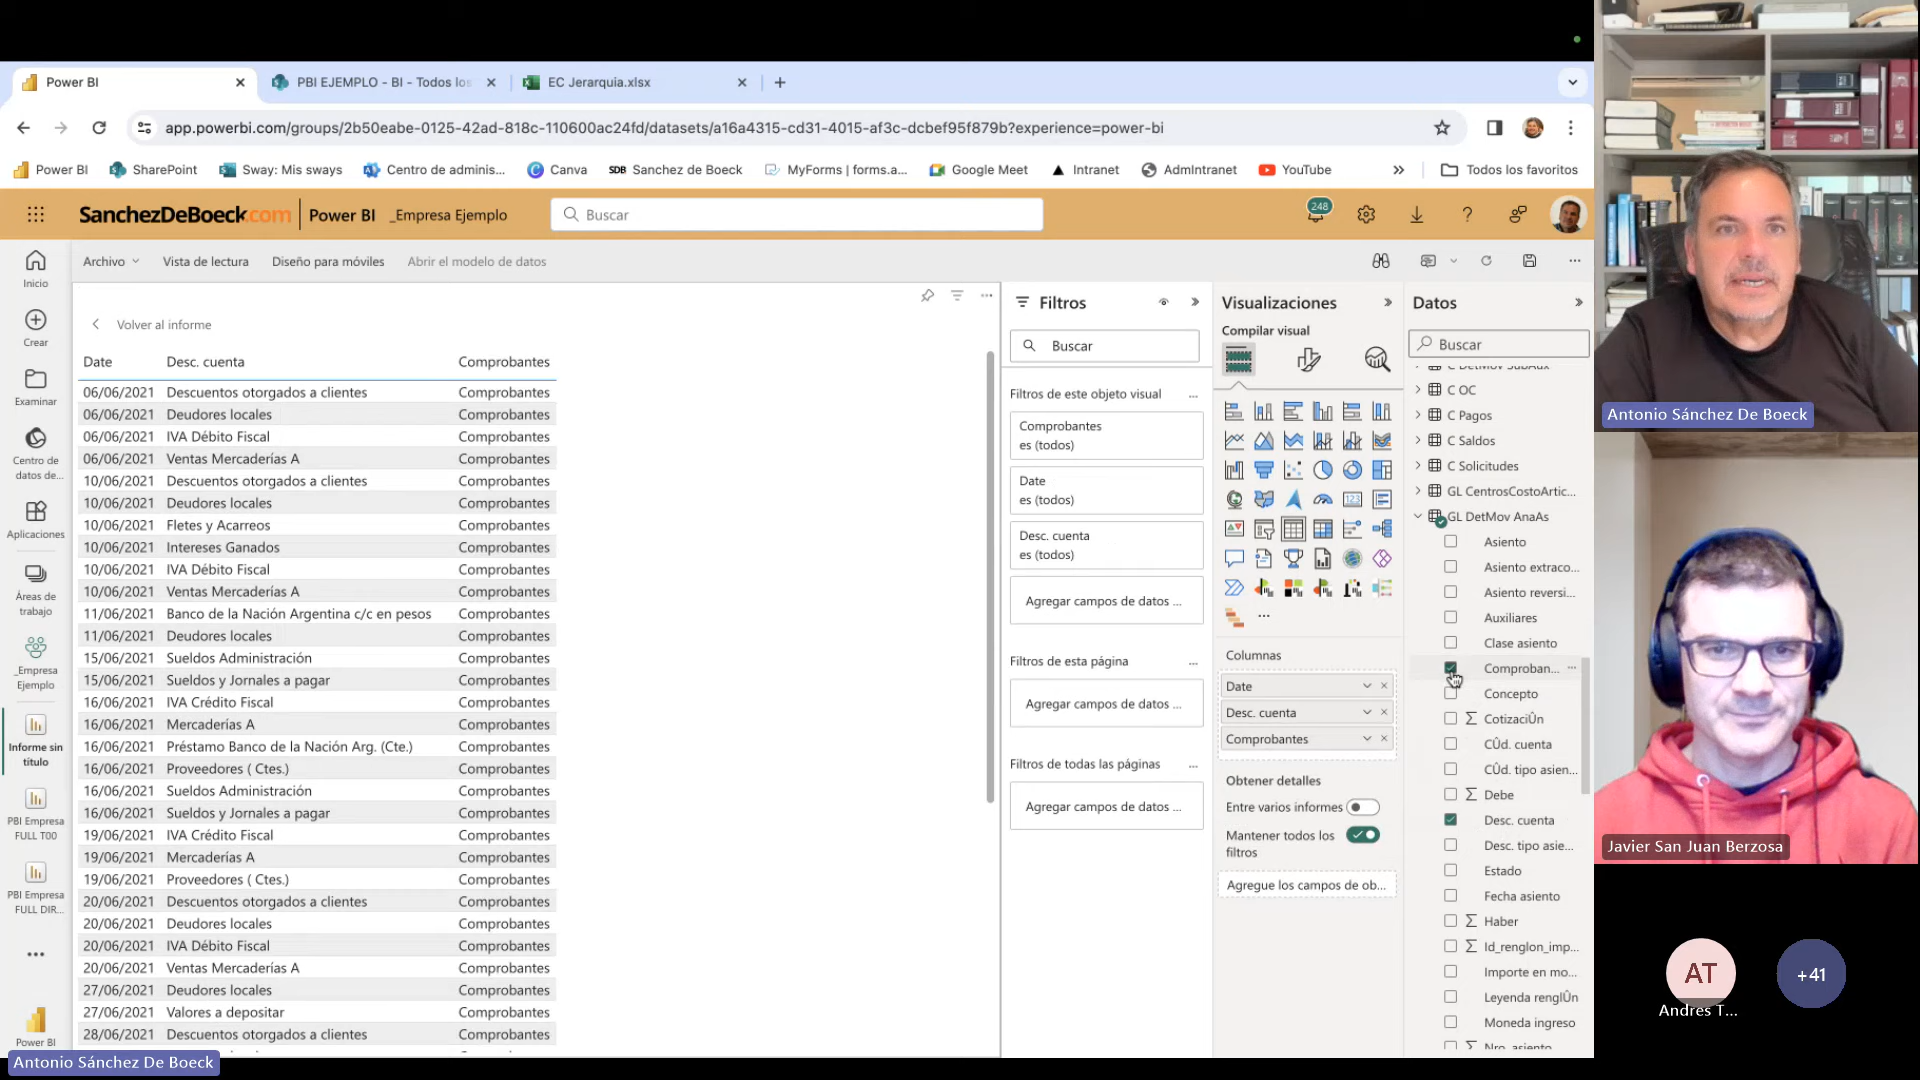 Power BI
PBI EJEMPLO - BI - Todos los
EC Jerarquia.xlsx
app.powerbi.com/groups/2b50eabe-0125-42ad-818c-110600ac24fd/datasets/a16a4315-cd31-4015-af3c-dcbef95f879b?experience=power-bi
Power BI
SharePoint
Sway: Mis sways
Centro de adminis...
Canva
SDB Sanchez de Boeck
MyForms | forms.a...
Google Meet
Intranet
AdmIntranet
YouTube
Todos los favoritos
SanchezDeBoeck.com
Power BI
_Empresa Ejemplo
Buscar
248
Archivo
Vista de lectura
Diseño para móviles
Abrir el modelo de datos
Inicio
Crear
Examinar
Centro de
datos de...
Aplicaciones
Áreas de
trabajo
_Empresa
Ejemplo
Informe sin
título
PBI Empresa
FULL T00
PBI Empresa
FULL DIR...
Power BI
Volver al informe
Date Desc. cuenta Comprobantes
06/06/2021 Descuentos otorgados a clientes Comprobantes
06/06/2021 Deudores locales Comprobantes
06/06/2021 IVA Débito Fiscal Comprobantes
06/06/2021 Ventas Mercaderías A Comprobantes
10/06/2021 Descuentos otorgados a clientes Comprobantes
10/06/2021 Deudores locales Comprobantes
10/06/2021 Fletes y Acarreos Comprobantes
10/06/2021 Intereses Ganados Comprobantes
10/06/2021 IVA Débito Fiscal Comprobantes
10/06/2021 Ventas Mercaderías A Comprobantes
11/06/2021 Banco de la Nación Argentina c/c en pesos Comprobantes
11/06/2021 Deudores locales Comprobantes
15/06/2021 Sueldos Administración Comprobantes
15/06/2021 Sueldos y Jornales a pagar Comprobantes
16/06/2021 IVA Crédito Fiscal Comprobantes
16/06/2021 Mercaderías A Comprobantes
16/06/2021 Préstamo Banco de la Nación Arg. (Cte.) Comprobantes
16/06/2021 Proveedores ( Ctes.) Comprobantes
16/06/2021 Sueldos Administración Comprobantes
16/06/2021 Sueldos y Jornales a pagar Comprobantes
19/06/2021 IVA Crédito Fiscal Comprobantes
19/06/2021 Mercaderías A Comprobantes
19/06/2021 Proveedores ( Ctes.) Comprobantes
20/06/2021 Descuentos otorgados a clientes Comprobantes
20/06/2021 Deudores locales Comprobantes
20/06/2021 IVA Débito Fiscal Comprobantes
20/06/2021 Ventas Mercaderías A Comprobantes
27/06/2021 Deudores locales Comprobantes
27/06/2021 Valores a depositar Comprobantes
28/06/2021 Descuentos otorgados a clientes Comprobantes
Filtros
Buscar
Filtros de este objeto visual
Comprobantes
es (todos)
Date
es (todos)
Desc. cuenta
es (todos)
Agregar campos de datos ...
Filtros de esta página
Agregar campos de datos ...
Filtros de todas las páginas
Agregar campos de datos ...
Visualizaciones
Compilar visual
Columnas
Date
Desc. cuenta
Comprobantes
Obtener detalles
Entre varios informes
Mantener todos los
filtros
Agregue los campos de ob...
Datos
Buscar
C DetMov SubAux
C OC
C Pagos
C Saldos
C Solicitudes
GL CentrosCostoArtic...
GL DetMov AnaAs
Asiento
Asiento extraco...
Asiento reversi...
Auxiliares
Clase asiento
Comproban...
Concepto
CotizaciÛn
CÛd. cuenta
CÛd. tipo asien...
Debe
Desc. cuenta
Desc. tipo asie...
Estado
Fecha asiento
Haber
Id_renglon_imp...
Importe en mo...
Leyenda renglÛn
Moneda ingreso
Nro. asiento
Antonio Sánchez De Boeck
Javier San Juan Berzosa
AT
Andres T...
+41
Antonio Sánchez De Boeck